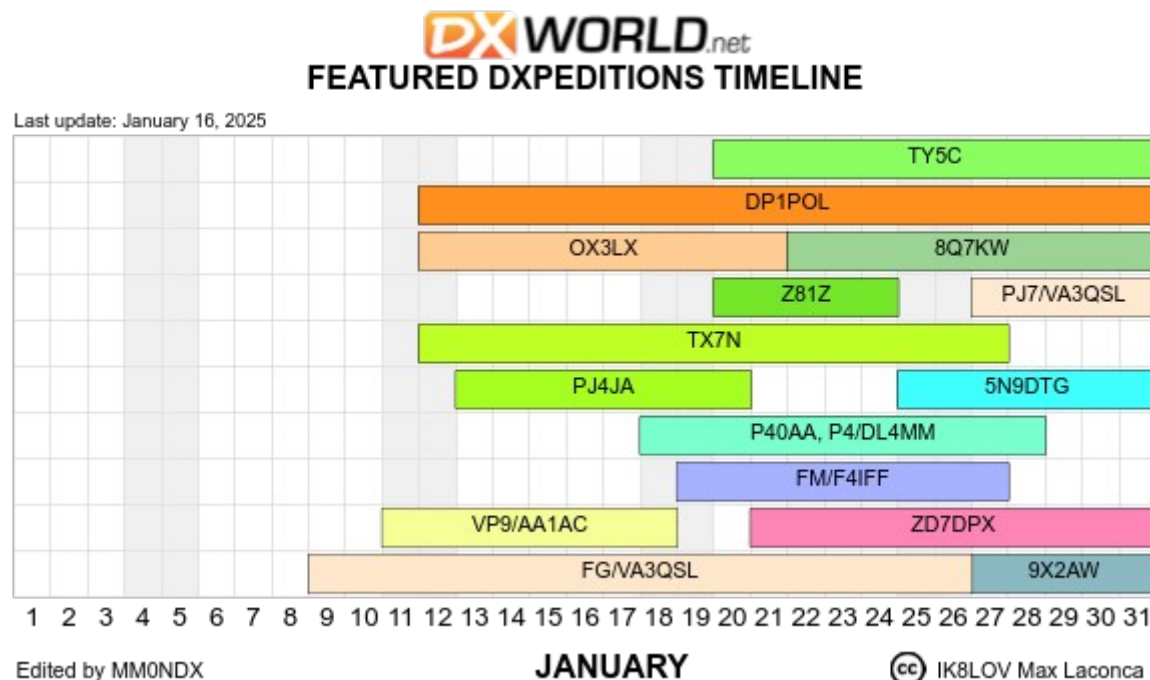 DX WORLD.net
FEATURED DXPEDITIONS TIMELINE
Last update: January 16, 2025
TY5C
DP1POL
OX3LX 8Q7KW
Z81Z PJ7/VA3QSL
TX7N
PJ4JA 5N9DTG
P40AA, P4/DL4MM
FM/F4IFF
VP9/AA1AC ZD7DPX
FG/VA3QSL 9X2AW
1 2 3 4 5 6 7 8 9 10 11 12 13 14 15 16 17 18 19 20 21 22 23 24 25 26 27 28 29 30 31
Edited by MM0NDX JANUARY cc IK8LOV Max Laconca